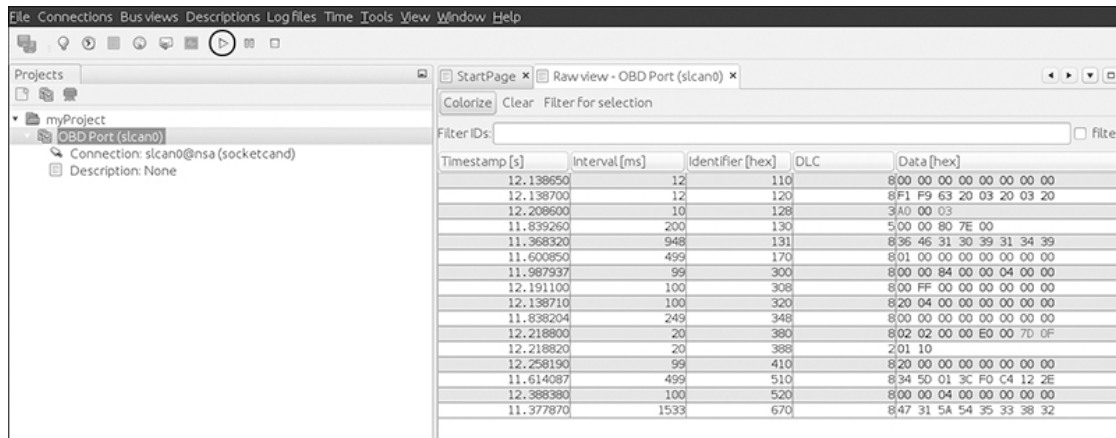 File Connections Bus views Descriptions Log files Time Tools View Window Help
Projects
myProject
OBD Port (slcan0)
Connection: slcan0@nsa (socketcand)
Description: None
StartPage Raw view - OBD Port (slcan0)
Colorize Clear Filter for selection
Filter IDs: filte
Timestamp [s] Interval [ms] Identifier [hex] DLC Data [hex]
12.138650 12 110 8 00 00 00 00 00 00 00 00
12.138700 12 120 8 F1 F9 63 20 03 20 03 20
12.208600 10 128 3 A0 00 03
11.839260 200 130 5 00 00 80 7E 00
11.368320 948 131 8 36 46 31 30 39 31 34 39
11.600850 499 170 8 01 00 00 00 00 00 00 00
11.987937 99 300 8 00 00 84 00 00 04 00 00
12.191100 100 308 8 00 FF 00 00 00 00 00 00
12.138710 100 320 8 20 04 00 00 00 00 00 00
11.838204 249 348 8 00 00 00 00 00 00 00 00
12.218800 20 380 8 02 02 00 00 E0 00 7D 0F
12.218820 20 388 2 01 10
12.258190 99 410 8 20 00 00 00 00 00 00 00
11.614087 499 510 8 34 5D 01 3C F0 C4 12 2E
12.388380 100 520 8 00 00 04 00 00 00 00 00
11.377870 1533 670 8 47 31 5A 54 35 33 38 32